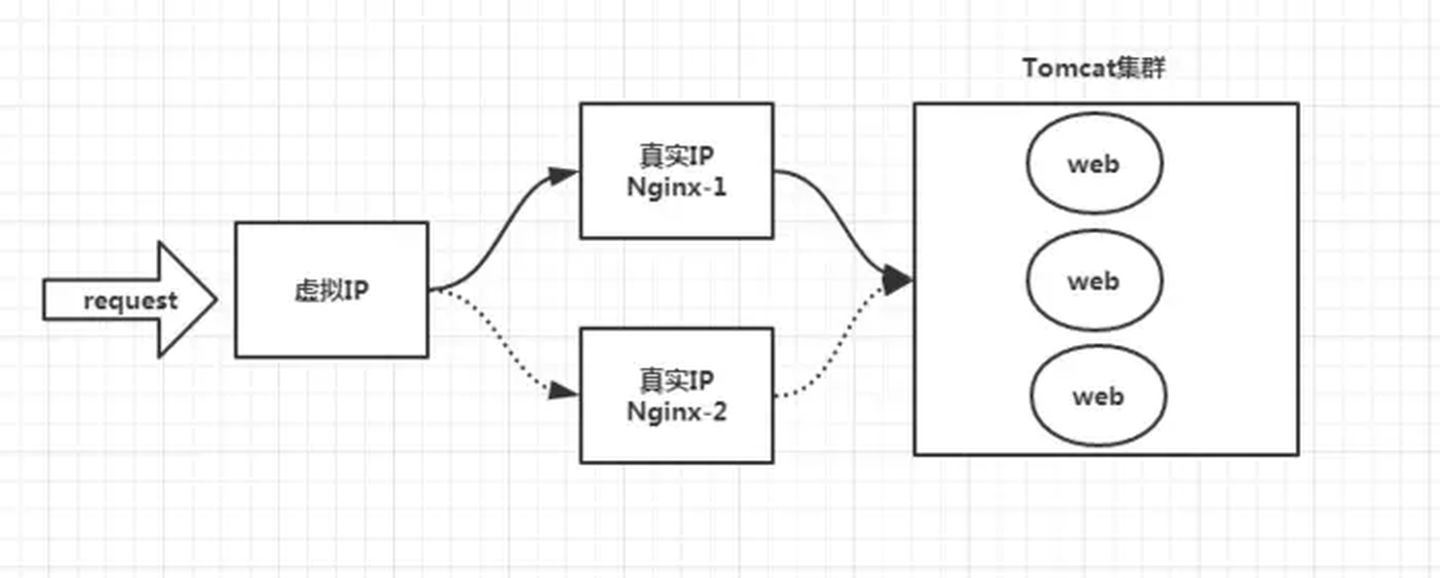 request
虚拟IP
真实IP
Nginx-1
真实IP
Nginx-2
Tomcat集群
web
web
web